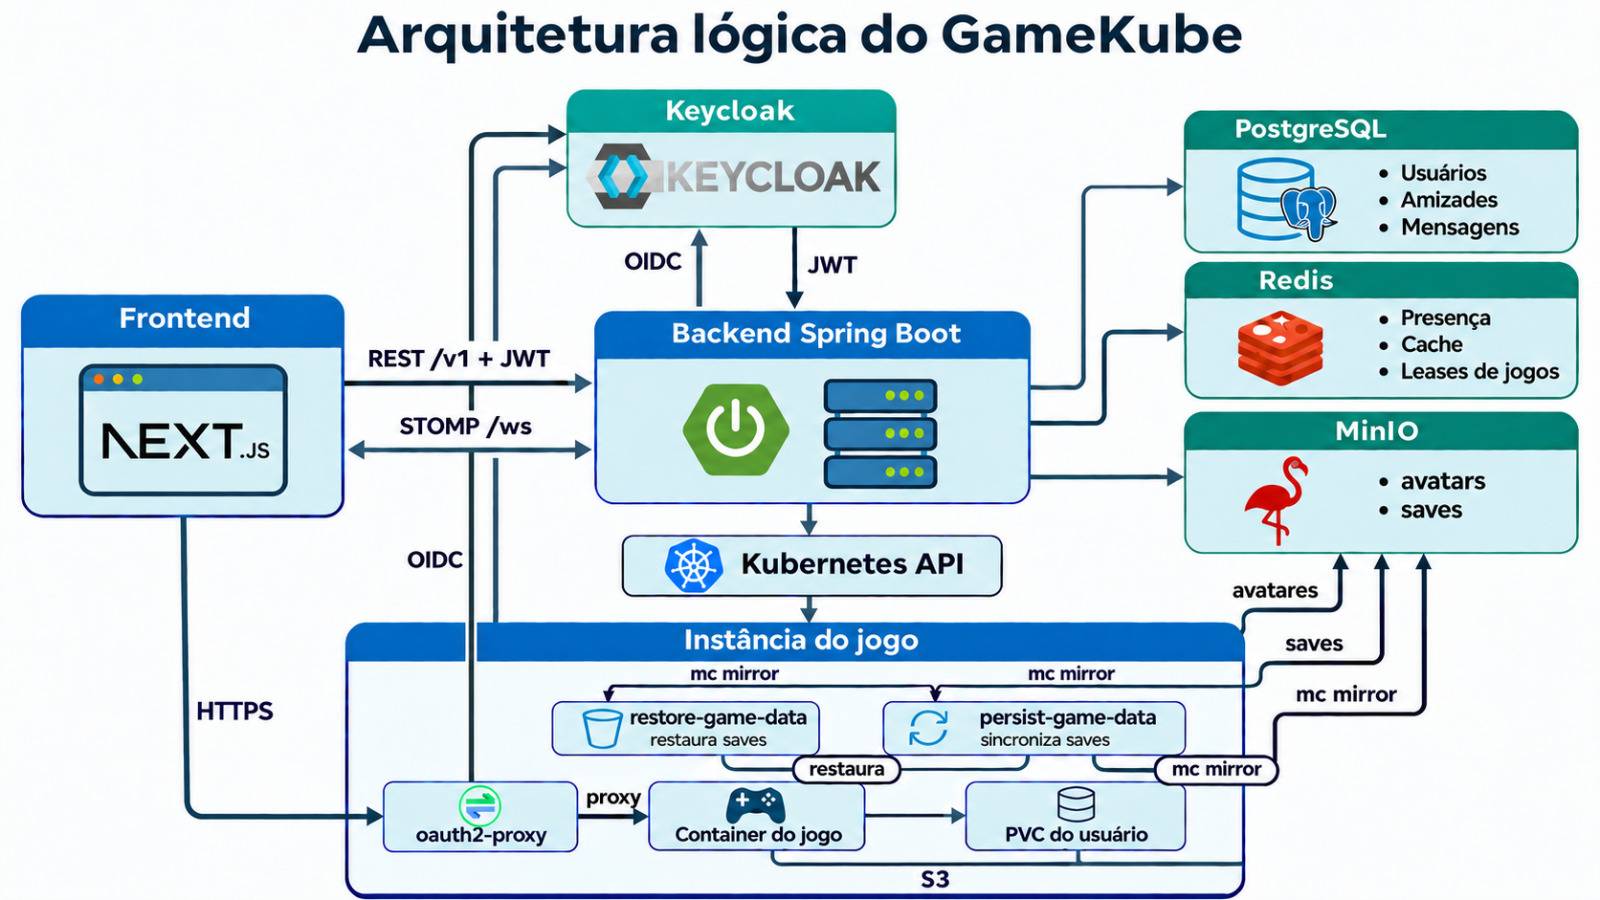 Arquitetura lógica do GameKube
Keycloak
KEYCLOAK
PostgreSQL
• Usuários
• Amizades
• Mensagens
OIDC
JWT
Redis
• Presença
• Cache
• Leases de jogos
Frontend
NEXT.JS
REST /v1 + JWT
STOMP /ws
Backend Spring Boot
MinIO
• avatars
• saves
OIDC
Kubernetes API
avatares
saves
mc mirror
HTTPS
Instância do jogo
mc mirror
mc mirror
restore-game-data
restaura saves
persist-game-data
sincroniza saves
restaura
mc mirror
oauth2-proxy
proxy
Container do jogo
PVC do usuário
S3